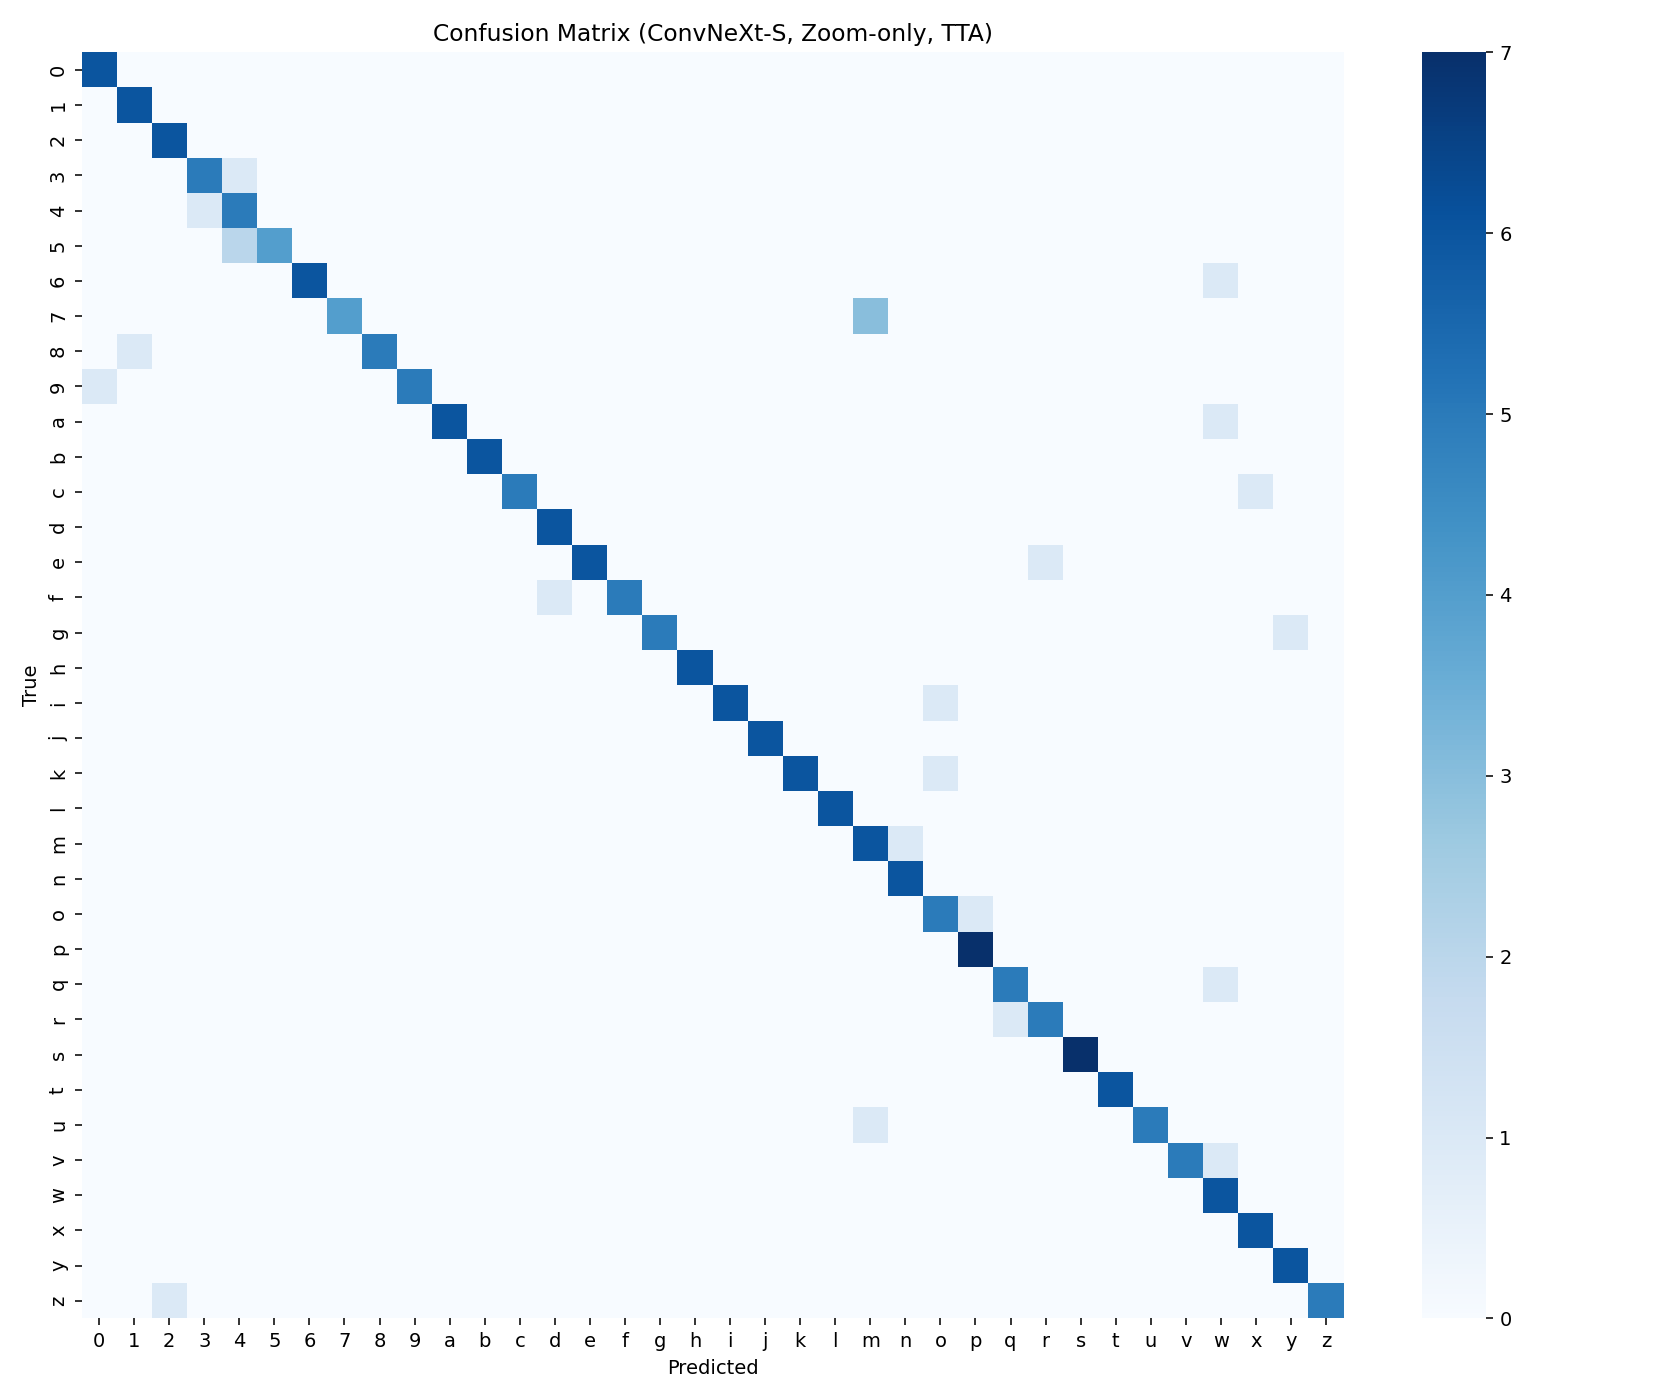 Confusion Matrix (ConvNeXt-S, Zoom-only, TTA)
True
0
1
2
3
4
5
6
7
8
9
a
b
c
d
e
f
g
h
i
j
k
l
m
n
o
p
q
r
s
t
u
v
w
x
y
z
0 1 2 3 4 5 6 7 8 9 a b c d e f g h i j k l m n o p q r s t u v w x y z
Predicted
7
6
5
4
3
2
1
0